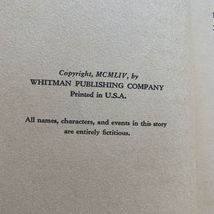 Copyright, MCMLIV, by
WHITMAN PUBLISHING COMPANY
Printed in U.S.A.
All names, characters, and events in this story
are entirely fictitious.